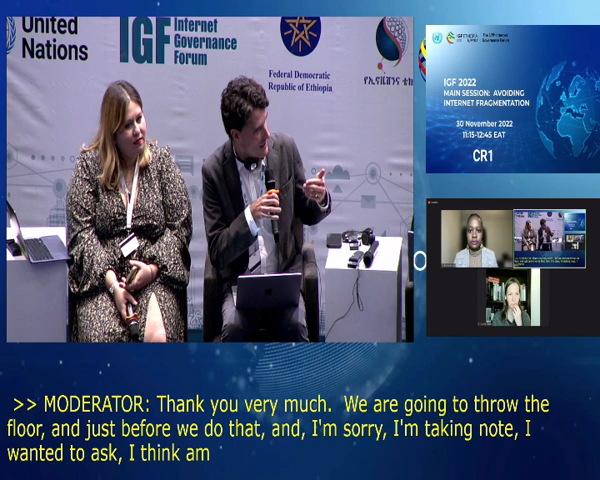 United
Nations
IGF Internet
Governance
Forum
Federal Democratic
Republic of Ethiopia
IGF 2022
MAIN SESSION: AVOIDING
INTERNET FRAGMENTATION
30 November 2022
11:15-12:45 EAT
CR1
>> MODERATOR: Thank you very much. We are going to throw the
floor, and just before we do that, and, I'm sorry, I'm taking note, I
wanted to ask, I think am